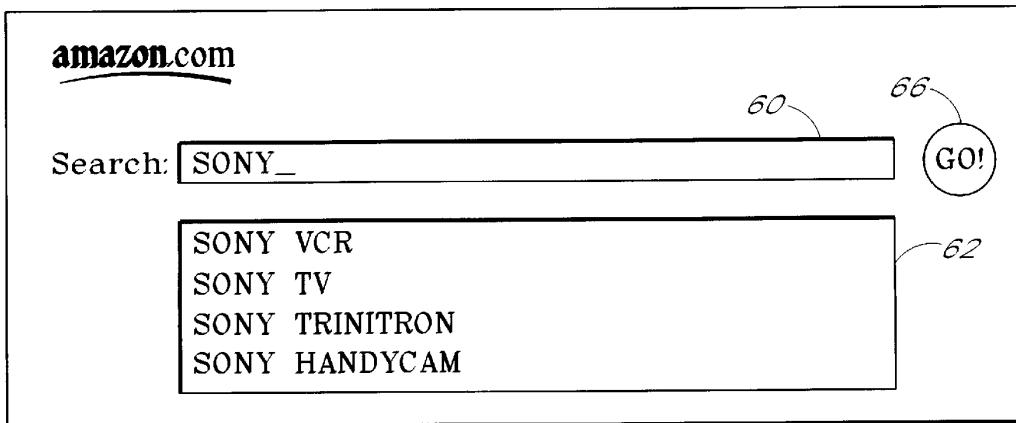 amazon.com
60
66
Search: SONY_ GO!
SONY VCR
62
SONY TV
SONY TRINITRON
SONY HANDYCAM